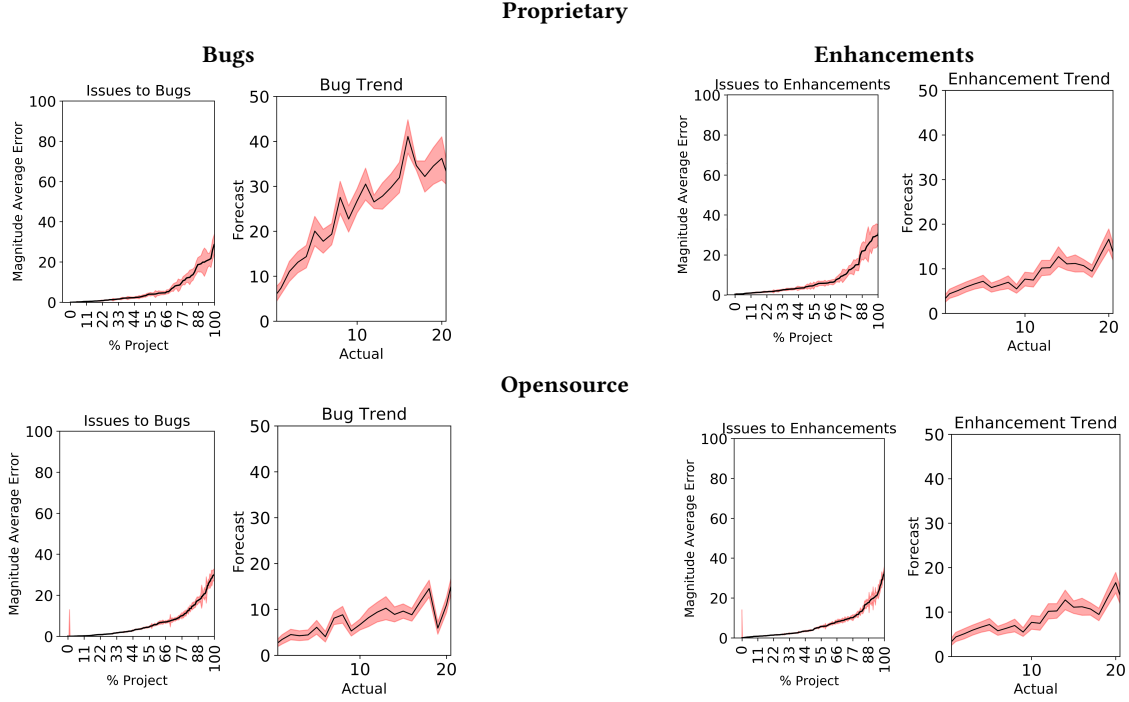 Proprietary
Bugs
Enhancements
Issues to Bugs
Magnitude Average Error
100
80
60
40
20
0
0 11 22 33 44 55 66 77 88 100
% Project
Bug Trend
Forecast
50
40
30
20
10
0
10 20
Actual
Issues to Enhancements
Magnitude Average Error
100
80
60
40
20
0
0 11 22 33 44 55 66 77 88 100
% Project
Enhancement Trend
Forecast
50
40
30
20
10
0
10 20
Actual
Opensource
Issues to Bugs
Magnitude Average Error
100
80
60
40
20
0
0 11 22 33 44 55 66 77 88 100
% Project
Bug Trend
Forecast
50
40
30
20
10
0
10 20
Actual
Issues to Enhancements
Magnitude Average Error
100
80
60
40
20
0
0 11 22 33 44 55 66 77 88 100
% Project
Enhancement Trend
Forecast
50
40
30
20
10
0
10 20
Actual